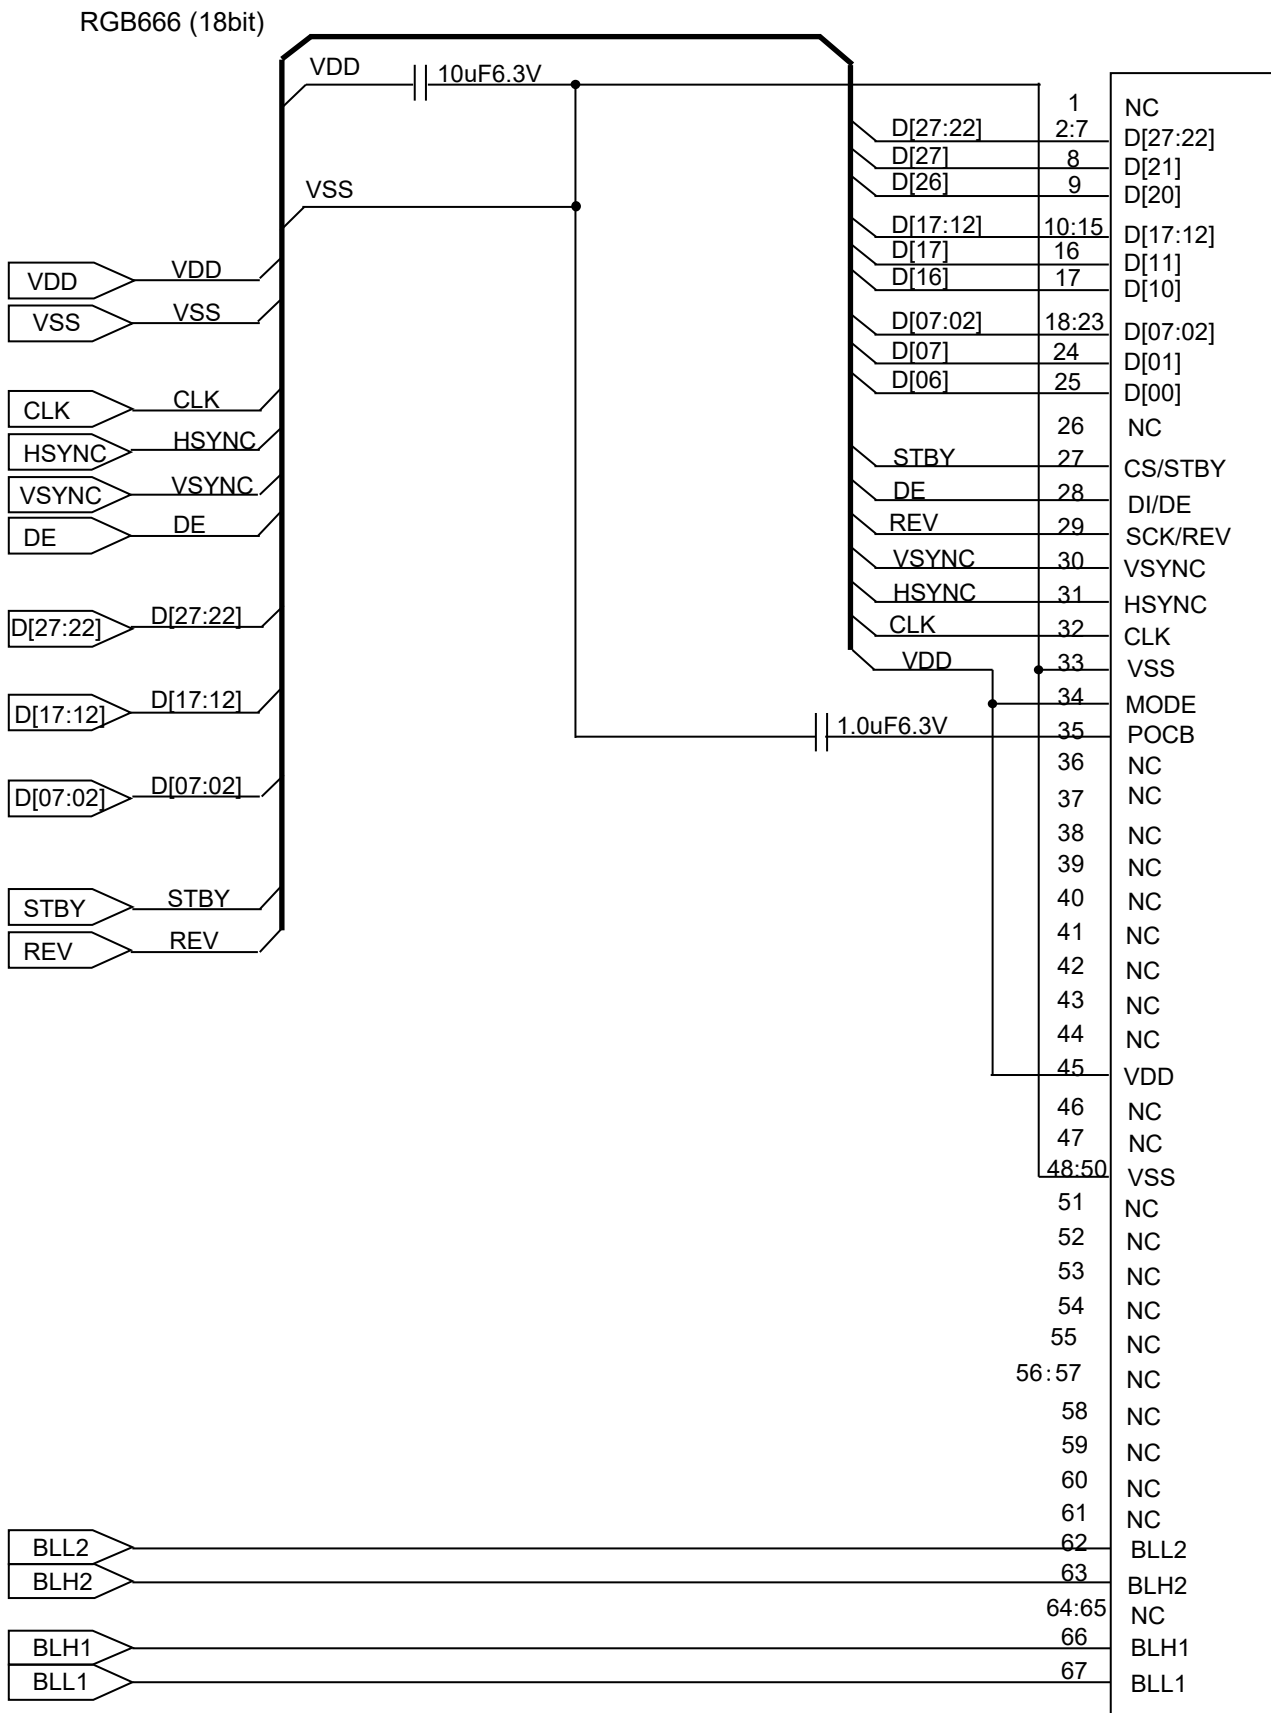 RGB666 (18bit)
VDD
10uF6.3V
VSS
VDD VDD
VSS VSS
CLK CLK
HSYNC HSYNC
VSYNC VSYNC
DE DE
D[27:22] D[27:22]
D[17:12] D[17:12]
D[07:02] D[07:02]
STBY STBY
REV REV
1 NC
D[27:22] 2:7 D[27:22]
D[27] 8 D[21]
D[26] 9 D[20]
D[17:12] 10:15 D[17:12]
D[17] 16 D[11]
D[16] 17 D[10]
D[07:02] 18:23 D[07:02]
D[07] 24 D[01]
D[06] 25 D[00]
26 NC
STBY 27 CS/STBY
DE 28 DI/DE
REV 29 SCK/REV
VSYNC 30 VSYNC
HSYNC 31 HSYNC
CLK 32 CLK
VDD 33 VSS
34 MODE
1.0uF6.3V 35 POCB
36 NC
37 NC
38 NC
39 NC
40 NC
41 NC
42 NC
43 NC
44 NC
45 VDD
46 NC
47 NC
48:50 VSS
51 NC
52 NC
53 NC
54 NC
55 NC
56:57 NC
58 NC
59 NC
60 NC
61 NC
BLL2 62 BLL2
BLH2 63 BLH2
64:65 NC
BLH1 66 BLH1
BLL1 67 BLL1